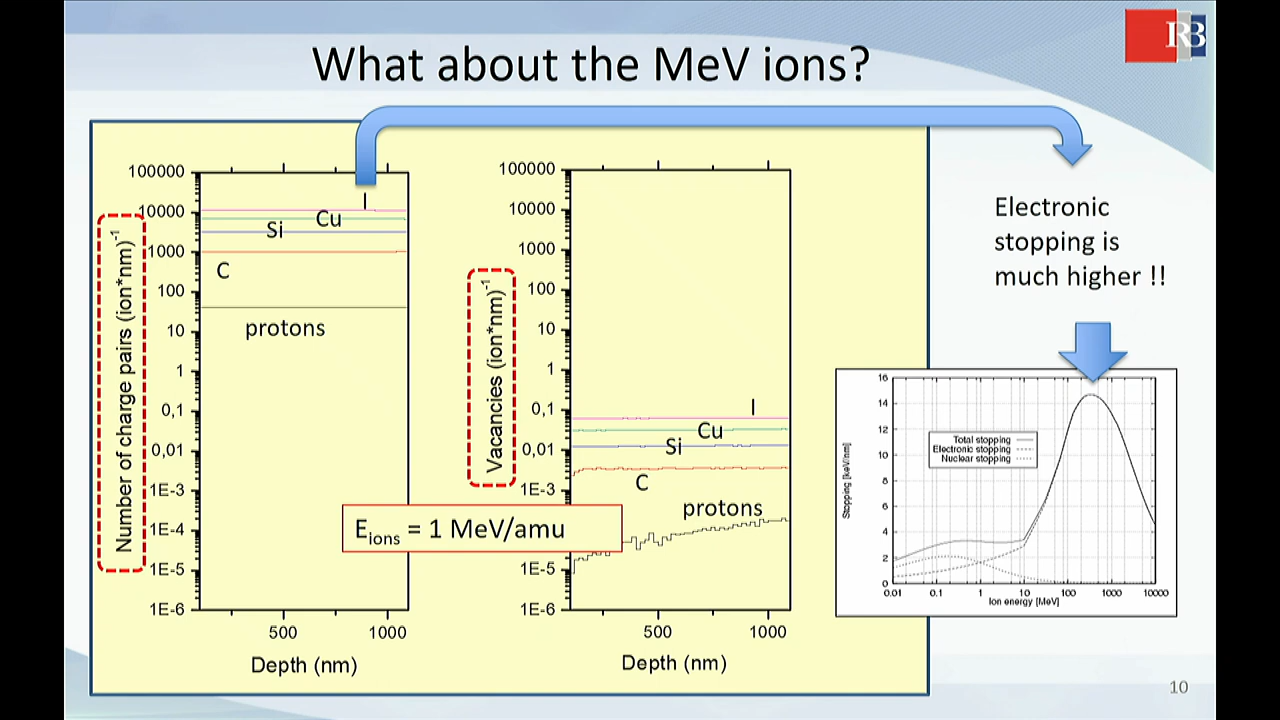 What about the MeV ions?
RB
Number of charge pairs (ion*nm)-1
100000
10000
1000
100
10
1
0,1
0,01
1E-3
1E-4
1E-5
1E-6
I
Cu
Si
C
protons
500
1000
Depth (nm)
Vacancies (ion*nm)-1
100000
10000
1000
100
10
1
0,1
0,01
1E-3
1E-5
1E-6
I
Cu
Si
C
protons
500
1000
Depth (nm)
Eions = 1 MeV/amu
Electronic
stopping is
much higher !!
Stopping [keV/nm]
16
14
12
10
8
6
4
2
0
Total stopping
Electronic stopping
Nuclear stopping
0.01
0.1
1
10
100
1000
10000
Ion energy [MeV]
10